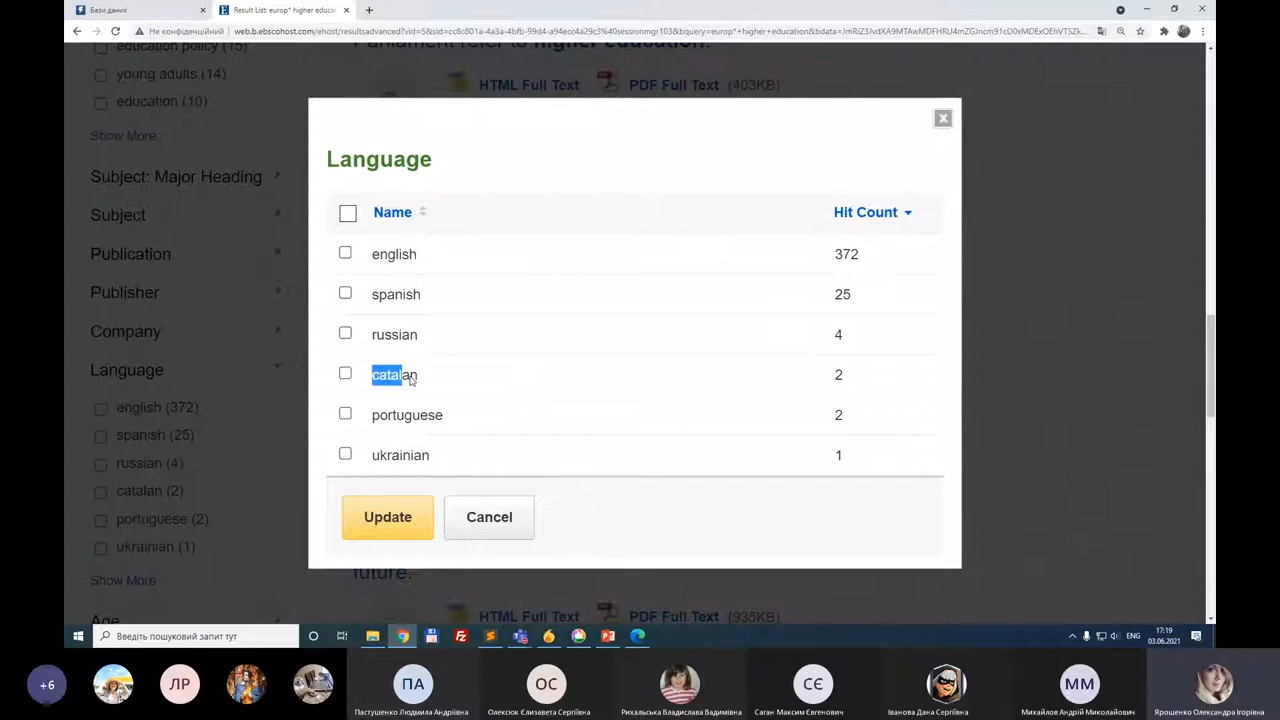 Бази даних
Result List: europ* higher educa
Не конфіденційний
web.b.ebscohost.com/ehost/resultsadvanced?vid=5&sid=cc8c801a-4a3a-4bfb-99d4-a94ecc4a29c3%40sessionmgr103&bquery=europ*+higher+education&bdata=
education policy (15)
young adults (14)
education (10)
Show More
Subject: Major Heading
Subject
Publication
Publisher
Company
Language
english (372)
spanish (25)
russian (4)
catalan (2)
portuguese (2)
ukrainian (1)
Show More
Age
Parliament refer to higher education.
HTML Full Text PDF Full Text (403KB)
x
Language
Name Hit Count
english 372
spanish 25
russian 4
catalan 2
portuguese 2
ukrainian 1
Update Cancel
future.
HTML Full Text PDF Full Text (935KB)
Введіть пошуковий запит тут
ENG
17:19
03.06.2021
+6
ЛР
ПА
ОС
СЄ
ММ
Пастушенко Людмила Андріївна
Олексюк Єлизавета Сергіївна
Рихальська Владислава Вадимівна
Саган Максим Євгенович
Іванова Дана Сергіївна
Михайлов Андрій Миколайович
Ярошенко Олександра Ігорівна